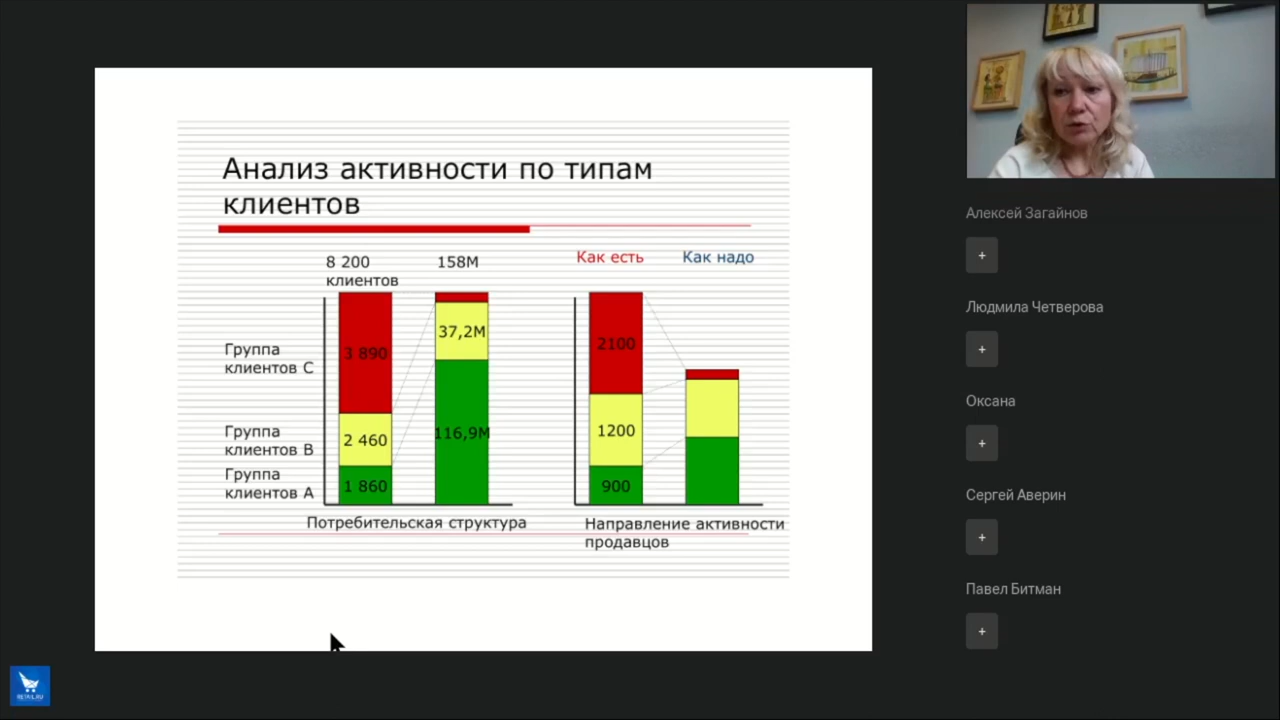 Анализ активности по типам
клиентов
8 200
клиентов
158М
Как есть
Как надо
Группа
клиентов С
3 890
37,2М
2100
Группа
клиентов В
2 460
116,9М
1200
Группа
клиентов А
1 860
900
Потребительская структура
Направление активности
продавцов
Алексей Загайнов
+
Людмила Четверова
+
Оксана
+
Сергей Аверин
+
Павел Битман
+
RETAIL.RU